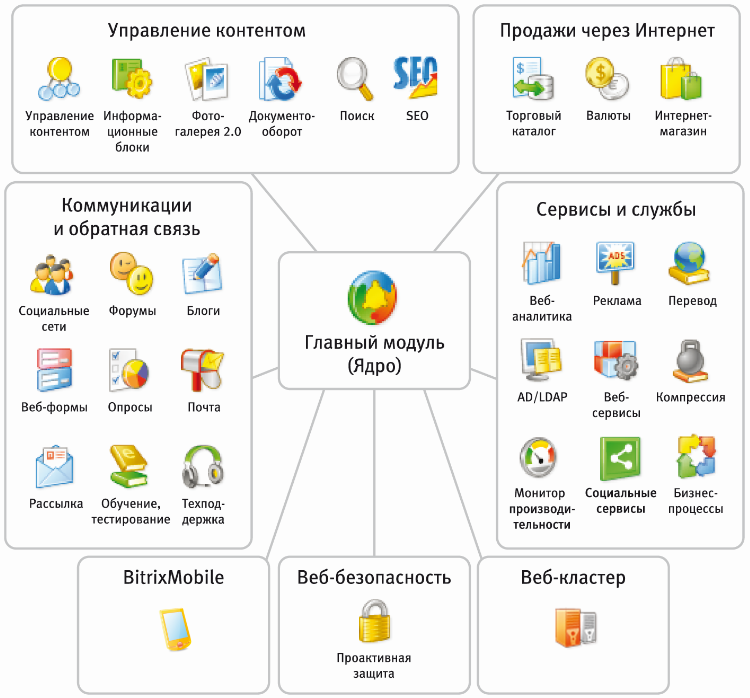 Управление контентом
Управление
контентом
Информа-
ционные
блоки
Фото-
галерея 2.0
Документо-
оборот
Поиск
SEO
SEO
Продажи через Интернет
Торговый
каталог
Валюты
Интернет-
магазин
Коммуникации
и обратная связь
Социальные
сети
Форумы
Блоги
Веб-формы
Опросы
Почта
Рассылка
Обучение,
тестирование
Техпод-
держка
Главный модуль
(Ядро)
Сервисы и службы
Веб-
аналитика
ADS
Реклама
Перевод
AD/LDAP
Веб-
сервисы
Компрессия
Монитор
производи-
тельности
Социальные
сервисы
Бизнес-
процессы
BitrixMobile
Веб-безопасность
Проактивная
защита
Веб-кластер